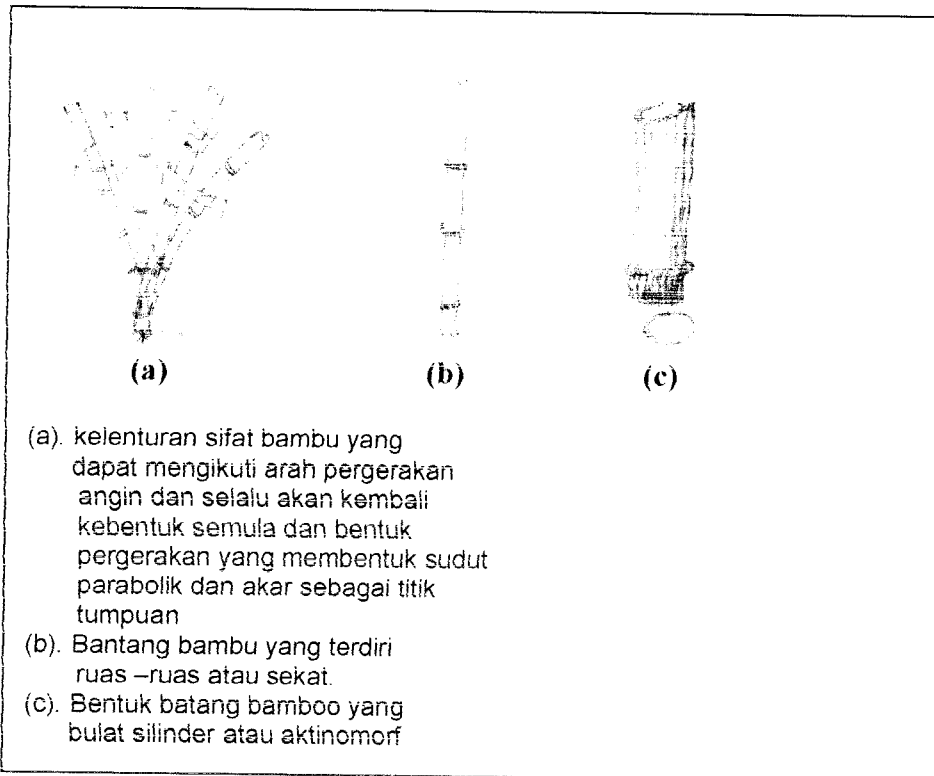 (a) (b) (c)
(a). kelenturan sifat bambu yang
dapat mengikuti arah pergerakan
angin dan selalu akan kembali
kebentuk semula dan bentuk
pergerakan yang membentuk sudut
parabolik dan akar sebagai titik
tumpuan
(b). Bantang bambu yang terdiri
ruas –ruas atau sekat.
(c). Bentuk batang bamboo yang
bulat silinder atau aktinomorf